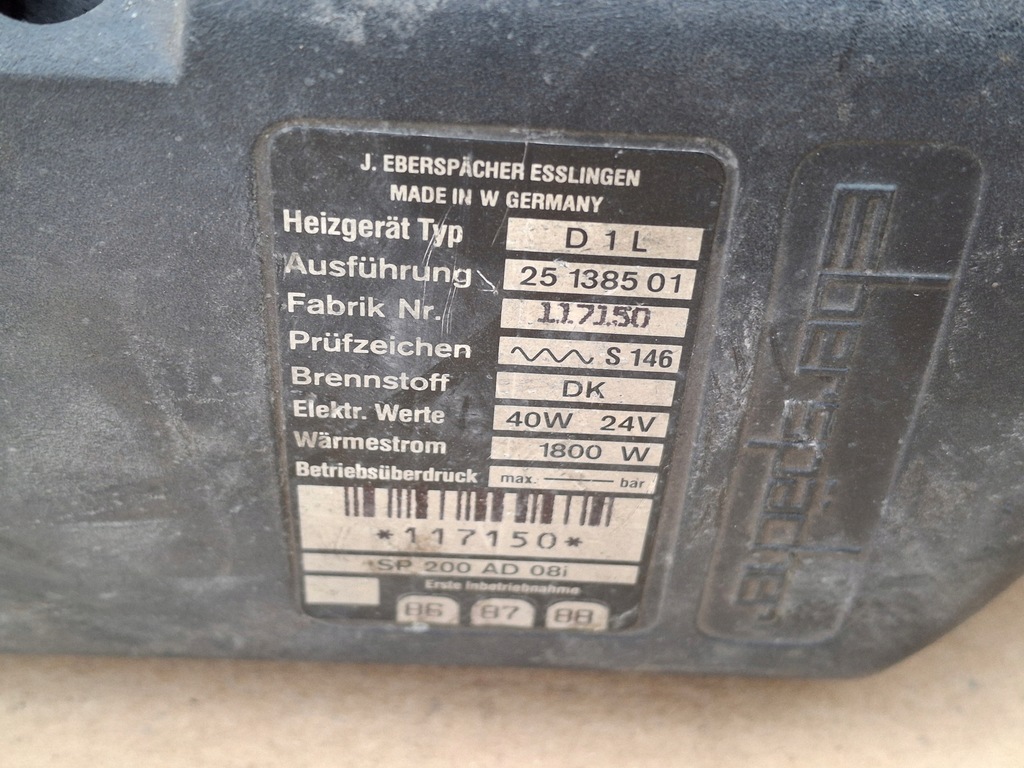 J. EBERSPÄCHER ESSLINGEN
MADE IN W GERMANY
Heizgerät Typ D 1 L
Ausführung 25 1385 01
Fabrik Nr. 117150
Prüfzeichen S 146
Brennstoff DK
Elektr. Werte 40W 24V
Wärmestrom 1800 W
Betriebsüberdruck max. bar
*117150*
SP 200 AD 08i
Erste Inbetriebnahme
86 87 88
Eberspächer